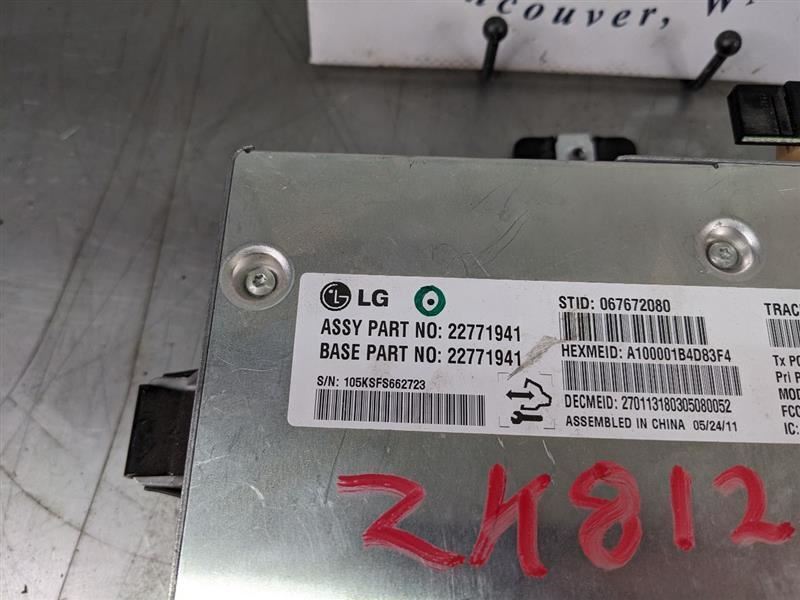 Vancouver, W
LG
ASSY PART NO: 22771941
BASE PART NO: 22771941
S/N: 105KSFS662723
STID: 067672080
HEXMEID: A100001B4D83F4
DECMEID: 270113180305080052
ASSEMBLED IN CHINA 05/24/11
TRAC
Tx PO
Pri P
MOD
FCC
IC:
ZK812